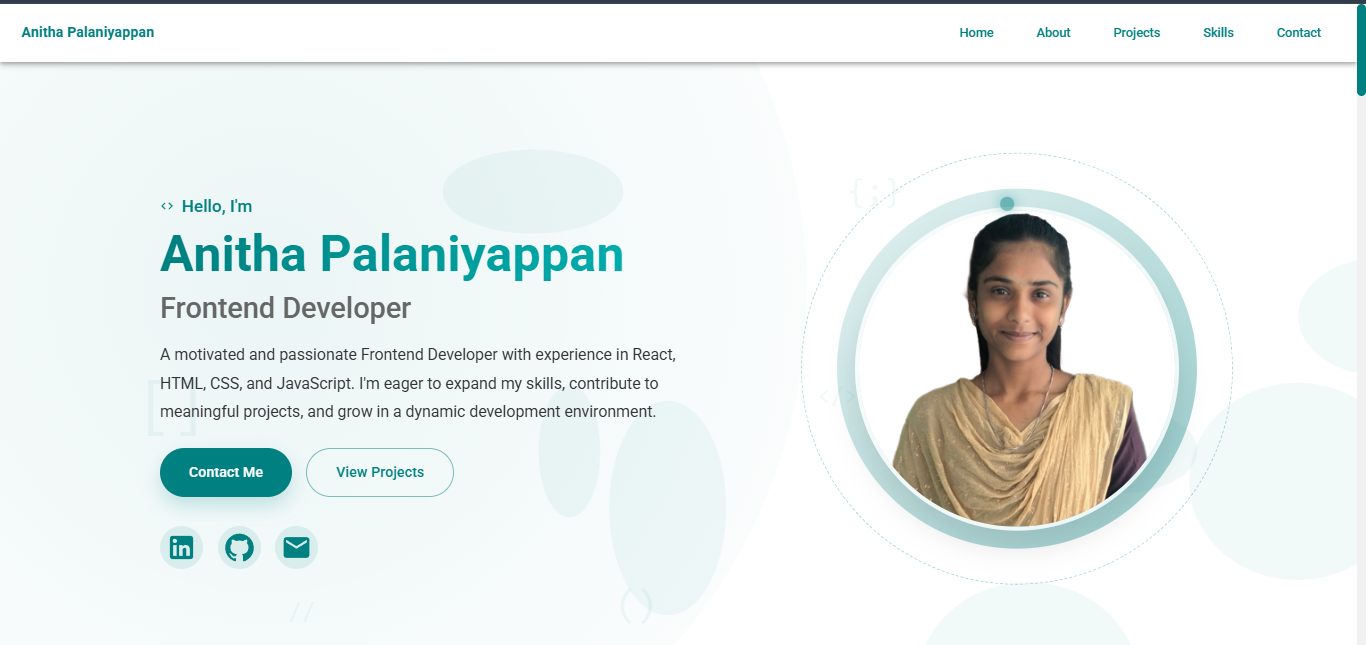 Anitha Palaniyappan
Home
About
Projects
Skills
Contact
{;}
<> Hello, I'm
Anitha Palaniyappan
Frontend Developer
A motivated and passionate Frontend Developer with experience in React,
HTML, CSS, and JavaScript. I'm eager to expand my skills, contribute to
meaningful projects, and grow in a dynamic development environment.
</>
[ ]
Contact Me
View Projects
in
//
()